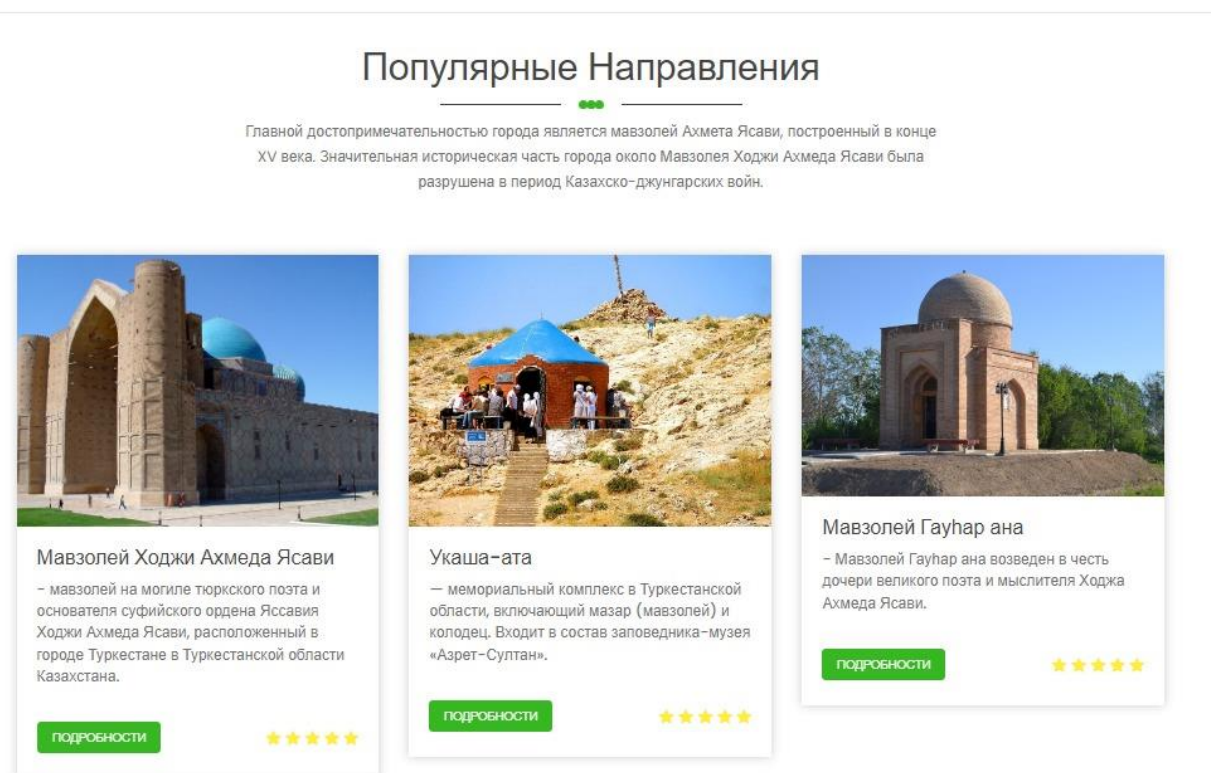 Популярные Направления
Главной достопримечательностью города является мавзолей Ахмета Ясави, построенный в конце
XV века. Значительная историческая часть города около Мавзолея Ходжи Ахмеда Ясави была
разрушена в период Казахско-джунгарских войн.
Мавзолей Ходжи Ахмеда Ясави
- мавзолей на могиле тюркского поэта и
основателя суфийского ордена Яссавия
Ходжи Ахмеда Ясави, расположенный в
городе Туркестане в Туркестанской области
Казахстана.
ПОДРОБНОСТИ
Укаша-ата
— мемориальный комплекс в Туркестанской
области, включающий мазар (мавзолей) и
колодец. Входит в состав заповедника-музея
«Азрет-Султан».
ПОДРОБНОСТИ
Мавзолей Гауһар ана
- Мавзолей Гауһар ана возведен в честь
дочери великого поэта и мыслителя Ходжа
Ахмеда Ясави.
ПОДРОБНОСТИ